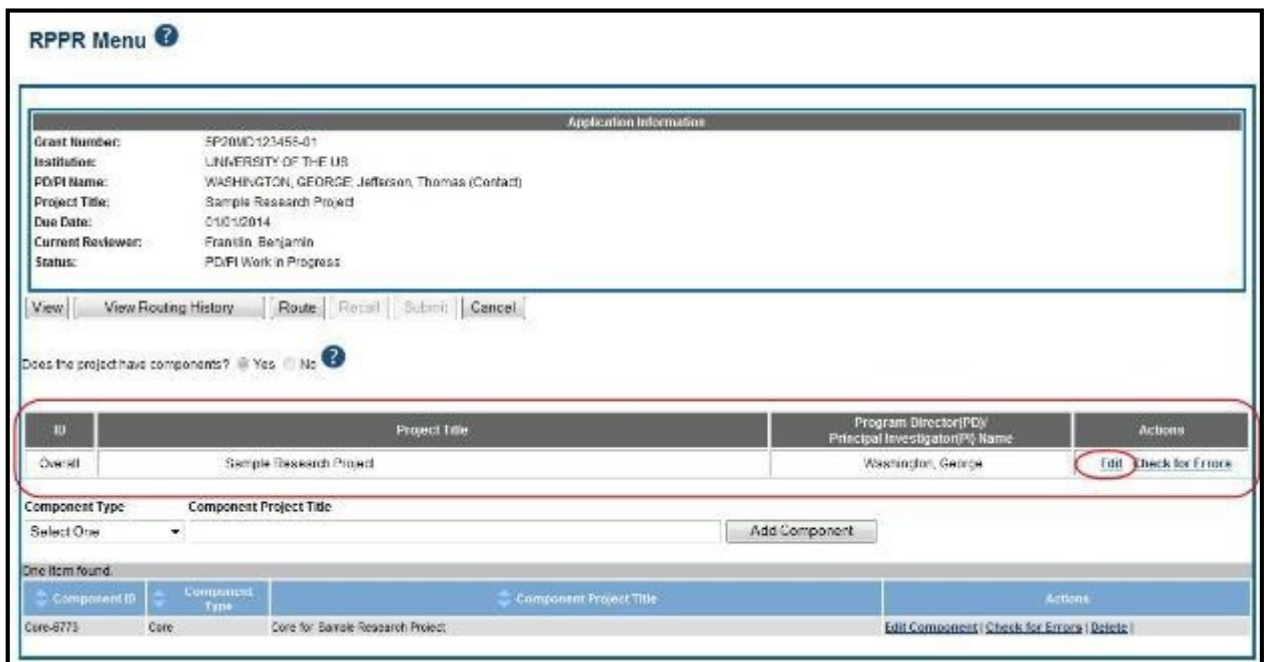 RPPR Menu ?
Application Information
Grant Number: 5P20MD123456-01
Institution: UNIVERSITY OF THE US
PD/PI Name: WASHINGTON, GEORGE; Jefferson, Thomas (Contact)
Project Title: Sample Research Project
Due Date: 01/01/2014
Current Reviewer: Franklin, Benjamin
Status: PD/PI Work in Progress
View View Routing History Route Recall Submit Cancel
Does the project have components? Yes No ?
ID Project Title Program Director(PD)/ Principal Investigator(PI) Name Actions
Overall Sample Research Project Washington, George Edit Check for Errors
Component Type Component Project Title
Select One Add Component
One item found.
Component ID Component Type Component Project Title Actions
Core-6773 Core Core for Sample Research Project Edit Component | Check for Errors | Delete |